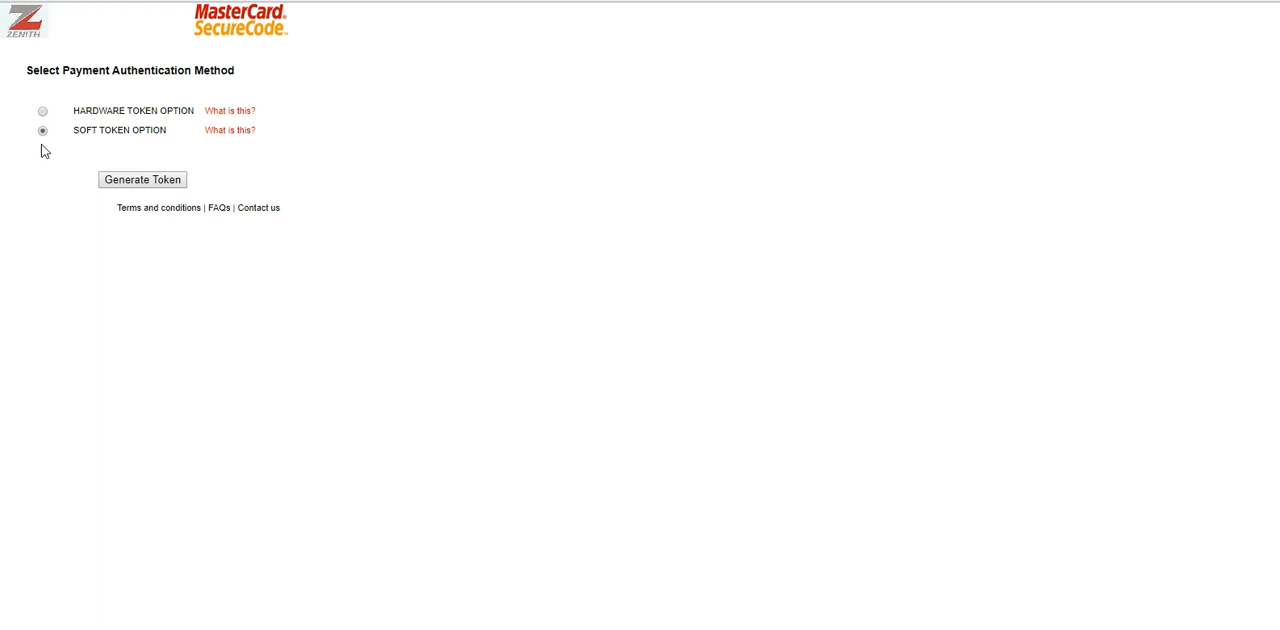 ZENITH
MasterCard.
SecureCode™
Select Payment Authentication Method
HARDWARE TOKEN OPTION What is this?
SOFT TOKEN OPTION What is this?
Generate Token
Terms and conditions | FAQs | Contact us